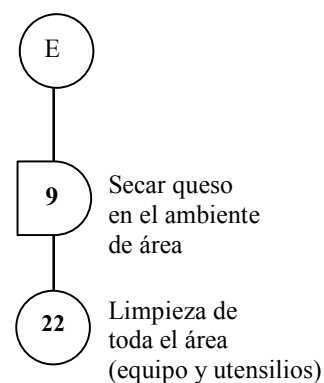 E
9
Secar queso
en el ambiente
de área
22
Limpieza de
toda el área
(equipo y utensilios)